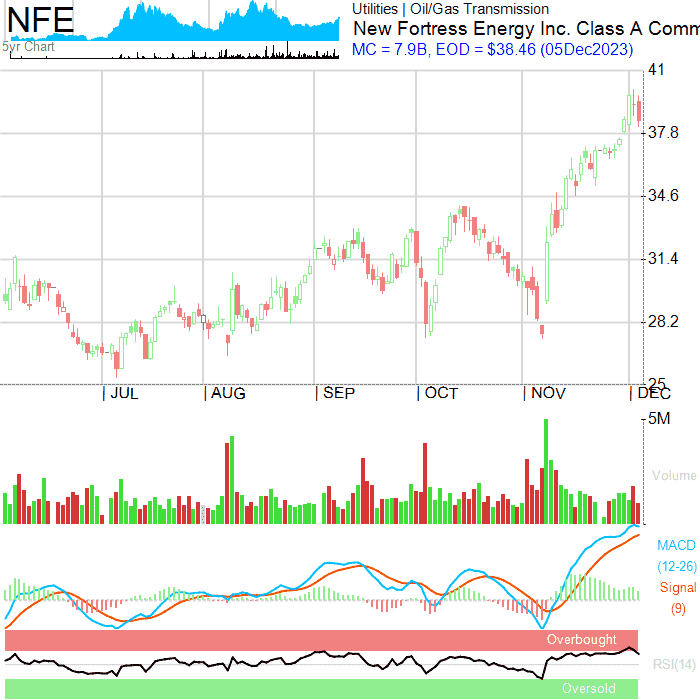 NFE
5yr Chart
Utilities | Oil/Gas Transmission
New Fortress Energy Inc. Class A Comm
MC = 7.9B, EOD = $38.46 (05Dec2023)
41
37.8
34.6
31.4
28.2
25
JUL
AUG
SEP
OCT
NOV
DEC
5M
Volume
MACD
(12-26)
Signal
(9)
Overbought
RSI(14)
Oversold